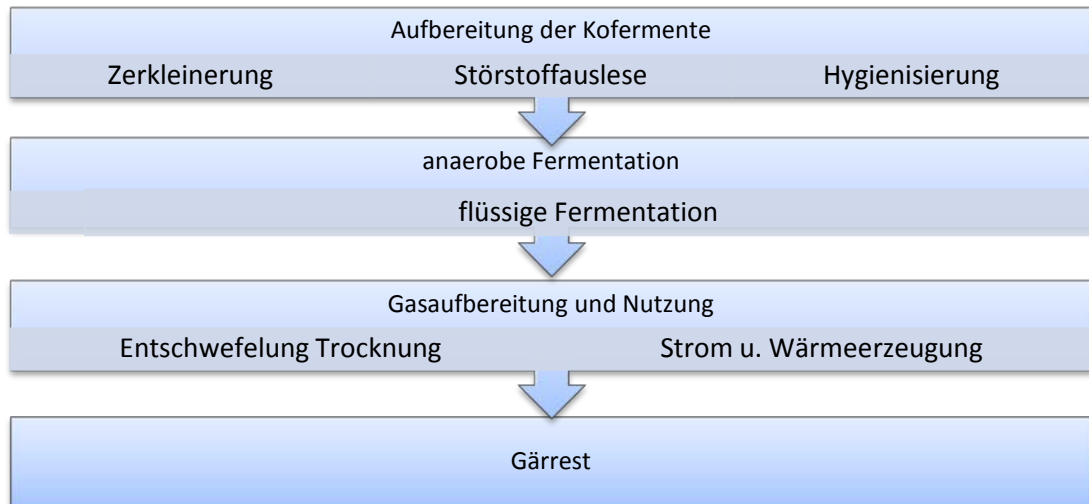 Aufbereitung der Kofermente
Zerkleinerung Störstoffauslese Hygienisierung
anaerobe Fermentation
flüssige Fermentation
Gasaufbereitung und Nutzung
Entschwefelung Trocknung Strom u. Wärmeerzeugung
Gärrest